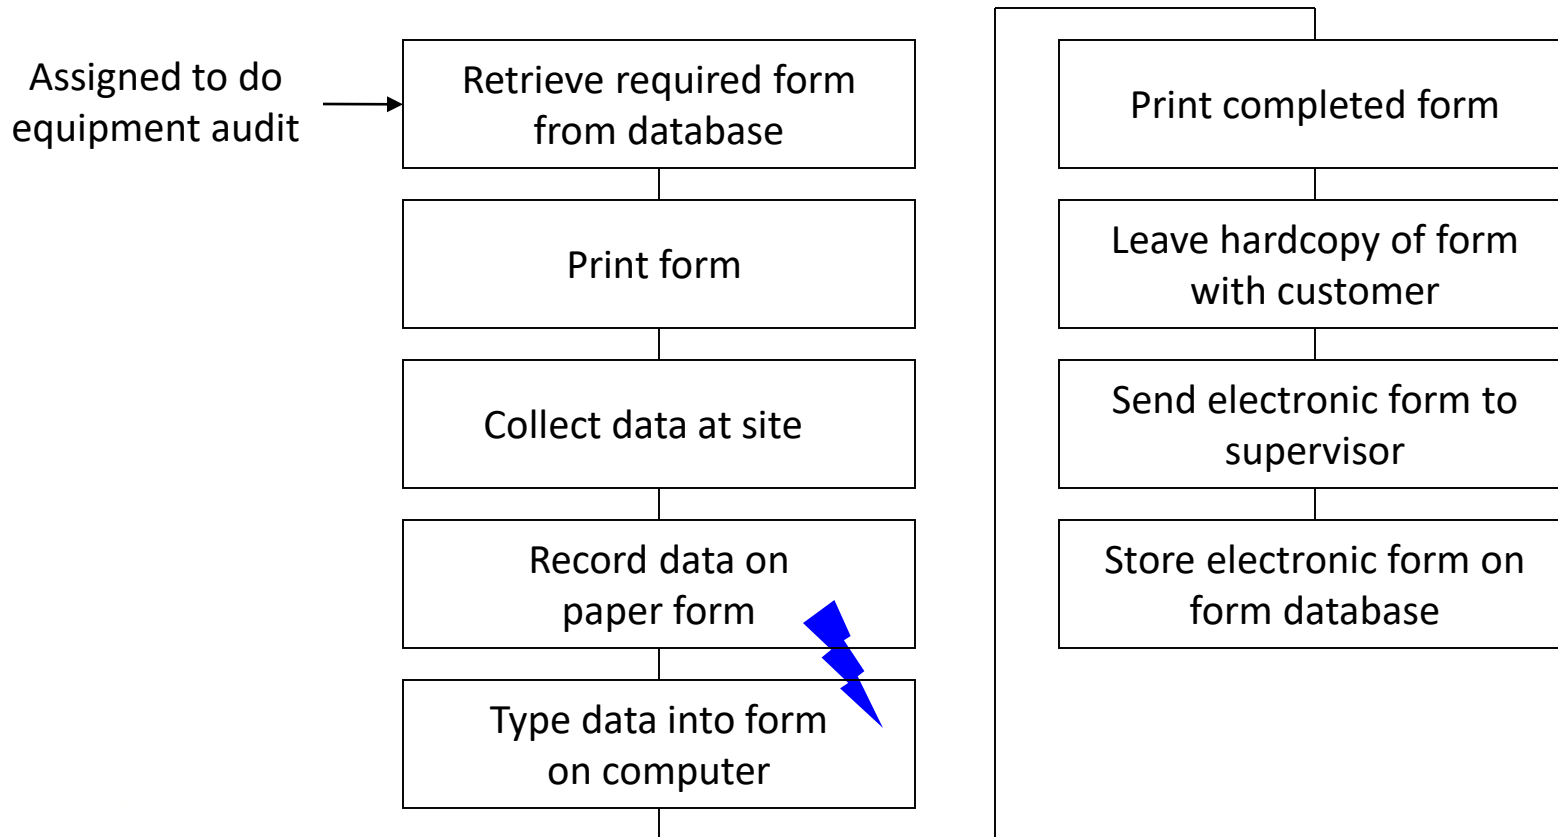 Assigned to do
equipment audit
Retrieve required form
from database
Print form
Collect data at site
Record data on
paper form
Type data into form
on computer
Print completed form
Leave hardcopy of form
with customer
Send electronic form to
supervisor
Store electronic form on
form database